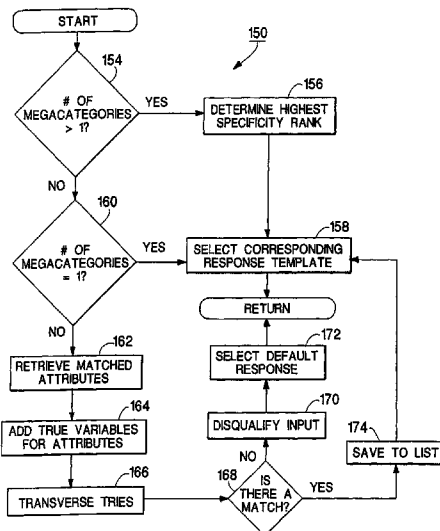 START
150
154
# OF
MEGACATEGORIES
> 1?
YES
156
DETERMINE HIGHEST
SPECIFICITY RANK
NO
160
# OF
MEGACATEGORIES
= 1?
YES
158
SELECT CORRESPONDING
RESPONSE TEMPLATE
RETURN
NO
162
RETRIEVE MATCHED
ATTRIBUTES
172
SELECT DEFAULT
RESPONSE
164
ADD TRUE VARIABLES
FOR ATTRIBUTES
170
DISQUALIFY INPUT
174
SAVE TO LIST
166
TRANSVERSE TRIES
168
NO
IS
THERE A
MATCH?
YES